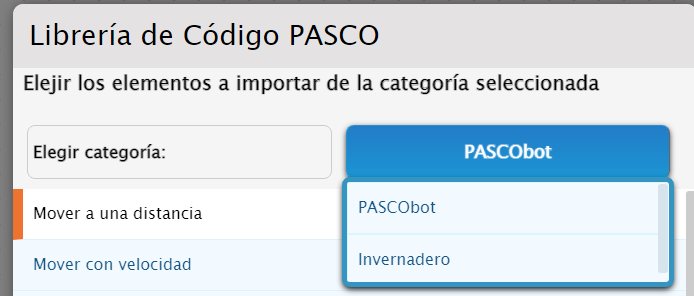 Librería de Código PASCO
Elejir los elementos a importar de la categoría seleccionada
Elegir categoría:
PASCObot
PASCObot
Invernadero
Mover a una distancia
Mover con velocidad